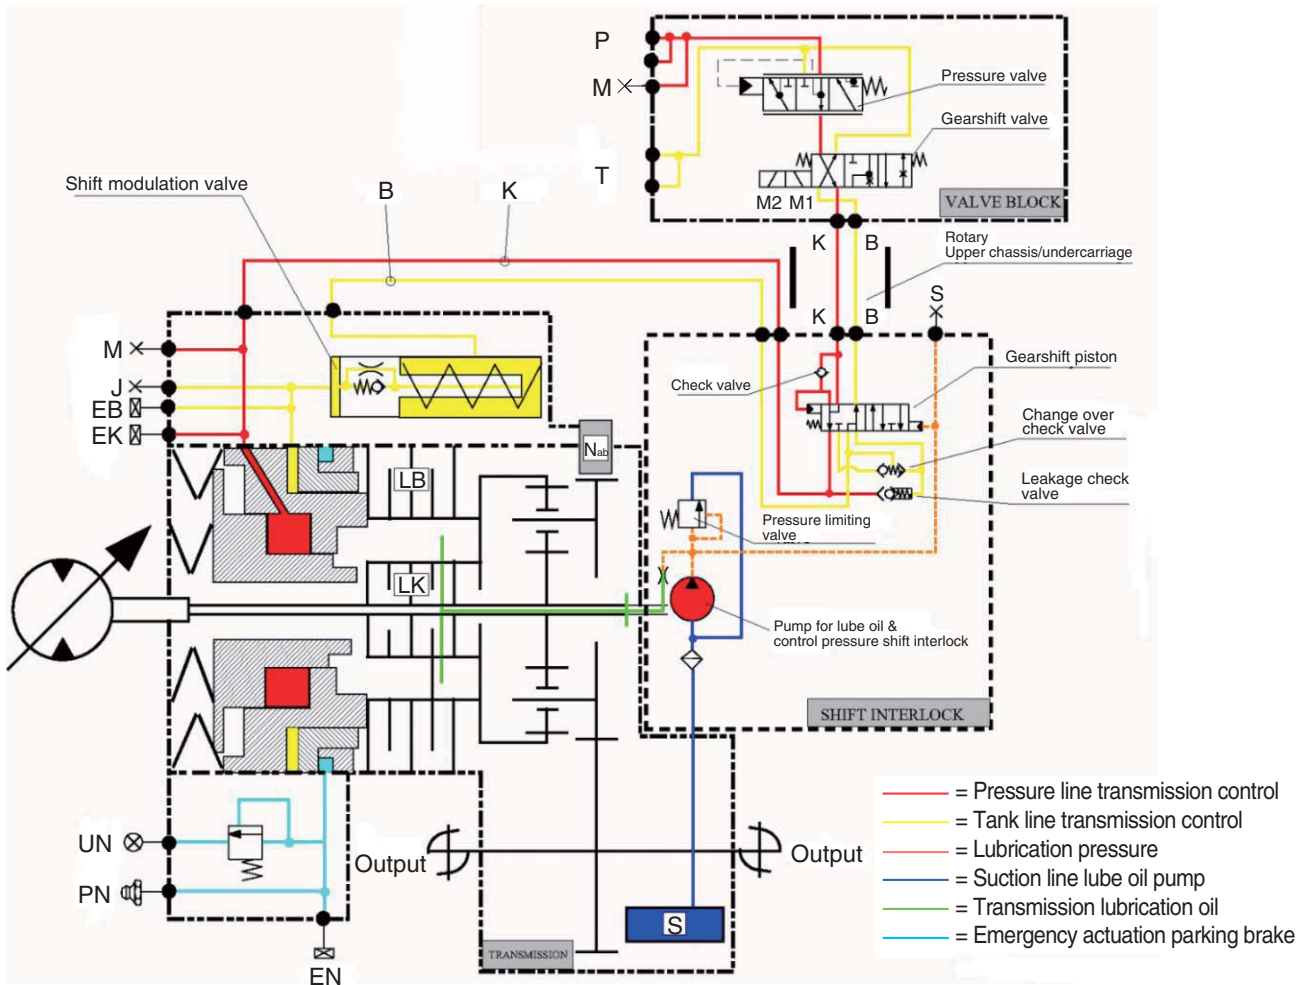 P
M
T
Pressure valve
Gearshift valve
M2 M1
VALVE BLOCK
Shift modulation valve
B
K
K
B
Rotary
Upper chassis/undercarriage
S
K
B
M
J
EB
EK
Gearshift piston
Check valve
Change over
check valve
Leakage check
valve
Nab
LB
LK
Pressure limiting
valve
Pump for lube oil &
control pressure shift interlock
SHIFT INTERLOCK
UN
PN
EN
Output
Output
S
TRANSMISSION
= Pressure line transmission control
= Tank line transmission control
= Lubrication pressure
= Suction line lube oil pump
= Transmission lubrication oil
= Emergency actuation parking brake